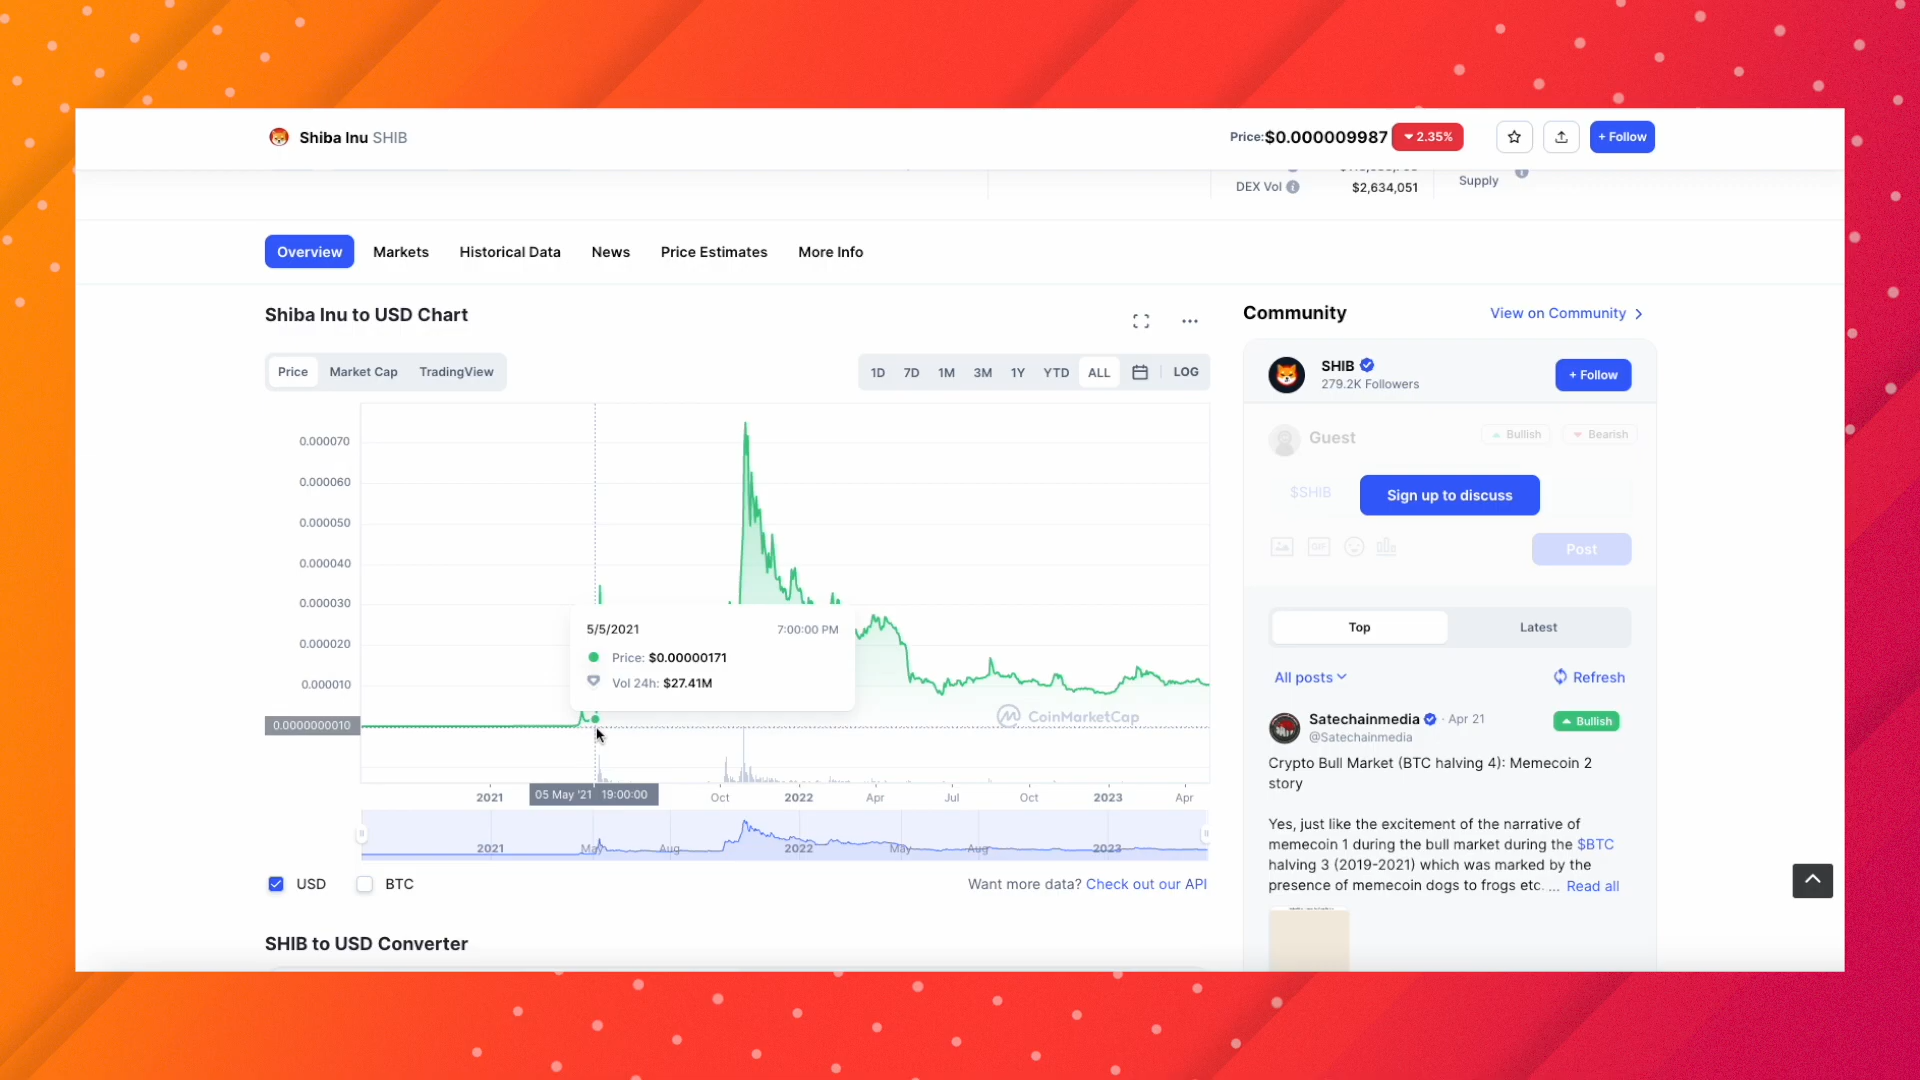 Shiba Inu SHIB
Price:$0.000009987 2.35%
+ Follow
DEX Vol
$2,634,051
Supply
Overview
Markets
Historical Data
News
Price Estimates
More Info
Shiba Inu to USD Chart
Price
Market Cap
TradingView
1D
7D
1M
3M
1Y
YTD
ALL
LOG
0.000070
0.000060
0.000050
0.000040
0.000030
0.000020
0.000010
0.0000000010
5/5/2021
7:00:00 PM
Price: $0.00000171
Vol 24h: $27.41M
CoinMarketCap
2021
05 May '21 19:00:00
Oct
2022
Apr
Jul
Oct
2023
Apr
2021
May
Aug
2022
May
Aug
2023
USD
BTC
Want more data? Check out our API
SHIB to USD Converter
Community
View on Community
SHIB
279.2K Followers
+ Follow
Guest
Bullish
Bearish
$SHIB
Sign up to discuss
GIF
Post
Top
Latest
All posts
Refresh
Satechainmedia · Apr 21
@Satechainmedia
Bullish
Crypto Bull Market (BTC halving 4): Memecoin 2
story
Yes, just like the excitement of the narrative of
memecoin 1 during the bull market during the $BTC
halving 3 (2019-2021) which was marked by the
presence of memecoin dogs to frogs etc. ... Read all